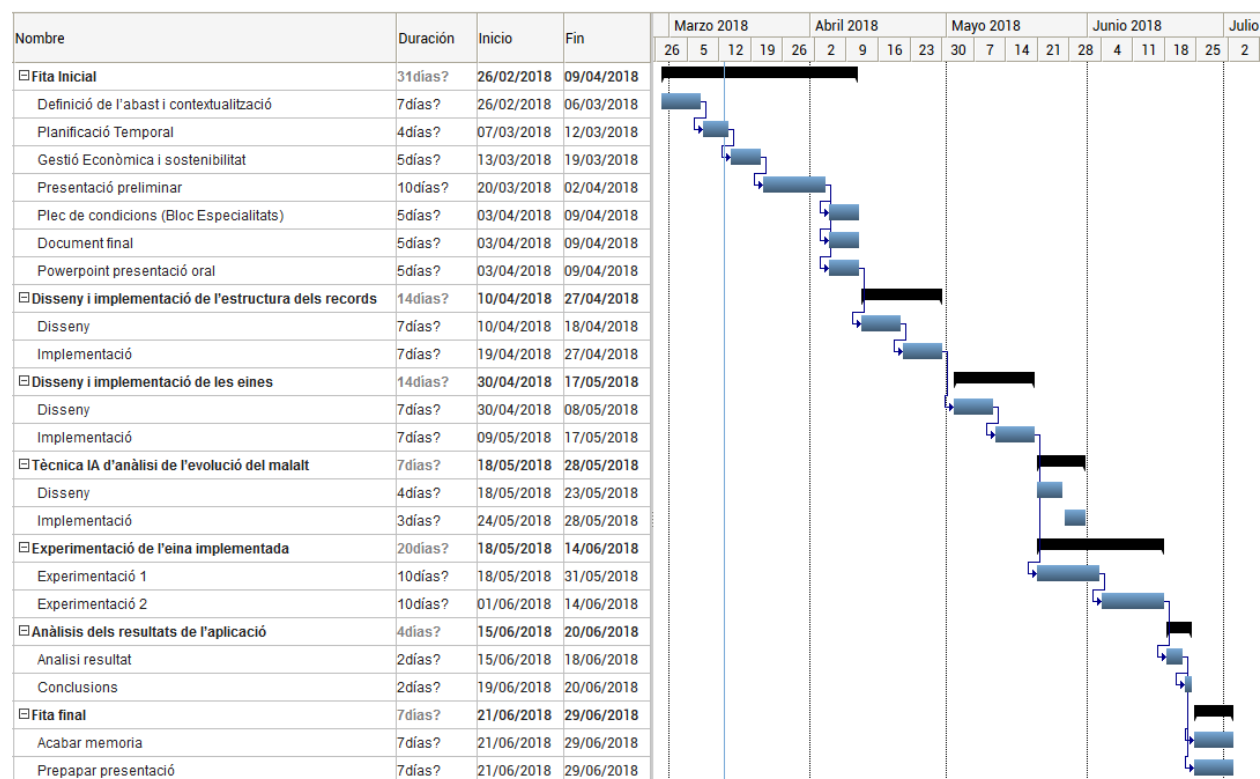 Nombre Duración Inicio Fin Marzo 2018 Abril 2018 Mayo 2018 Junio 2018 Julio
26 5 12 19 26 2 9 16 23 30 7 14 21 28 4 11 18 25 2
Fita Inicial 31días? 26/02/2018 09/04/2018
Definició de l'abast i contextualització 7días? 26/02/2018 06/03/2018
Planificació Temporal 4días? 07/03/2018 12/03/2018
Gestió Econòmica i sostenibilitat 5días? 13/03/2018 19/03/2018
Presentació preliminar 10días? 20/03/2018 02/04/2018
Plec de condicions (Bloc Especialitats) 5días? 03/04/2018 09/04/2018
Document final 5días? 03/04/2018 09/04/2018
Powerpoint presentació oral 5días? 03/04/2018 09/04/2018
Disseny i implementació de l'estructura dels records 14días? 10/04/2018 27/04/2018
Disseny 7días? 10/04/2018 18/04/2018
Implementació 7días? 19/04/2018 27/04/2018
Disseny i implementació de les eines 14días? 30/04/2018 17/05/2018
Disseny 7días? 30/04/2018 08/05/2018
Implementació 7días? 09/05/2018 17/05/2018
Tècnica IA d'anàlisi de l'evolució del malalt 7días? 18/05/2018 28/05/2018
Disseny 4días? 18/05/2018 23/05/2018
Implementació 3días? 24/05/2018 28/05/2018
Experimentació de l'eina implementada 20días? 18/05/2018 14/06/2018
Experimentació 1 10días? 18/05/2018 31/05/2018
Experimentació 2 10días? 01/06/2018 14/06/2018
Anàlisis dels resultats de l'aplicació 4días? 15/06/2018 20/06/2018
Analisi resultat 2días? 15/06/2018 18/06/2018
Conclusions 2días? 19/06/2018 20/06/2018
Fita final 7días? 21/06/2018 29/06/2018
Acabar memoria 7días? 21/06/2018 29/06/2018
Prepapar presentació 7días? 21/06/2018 29/06/2018